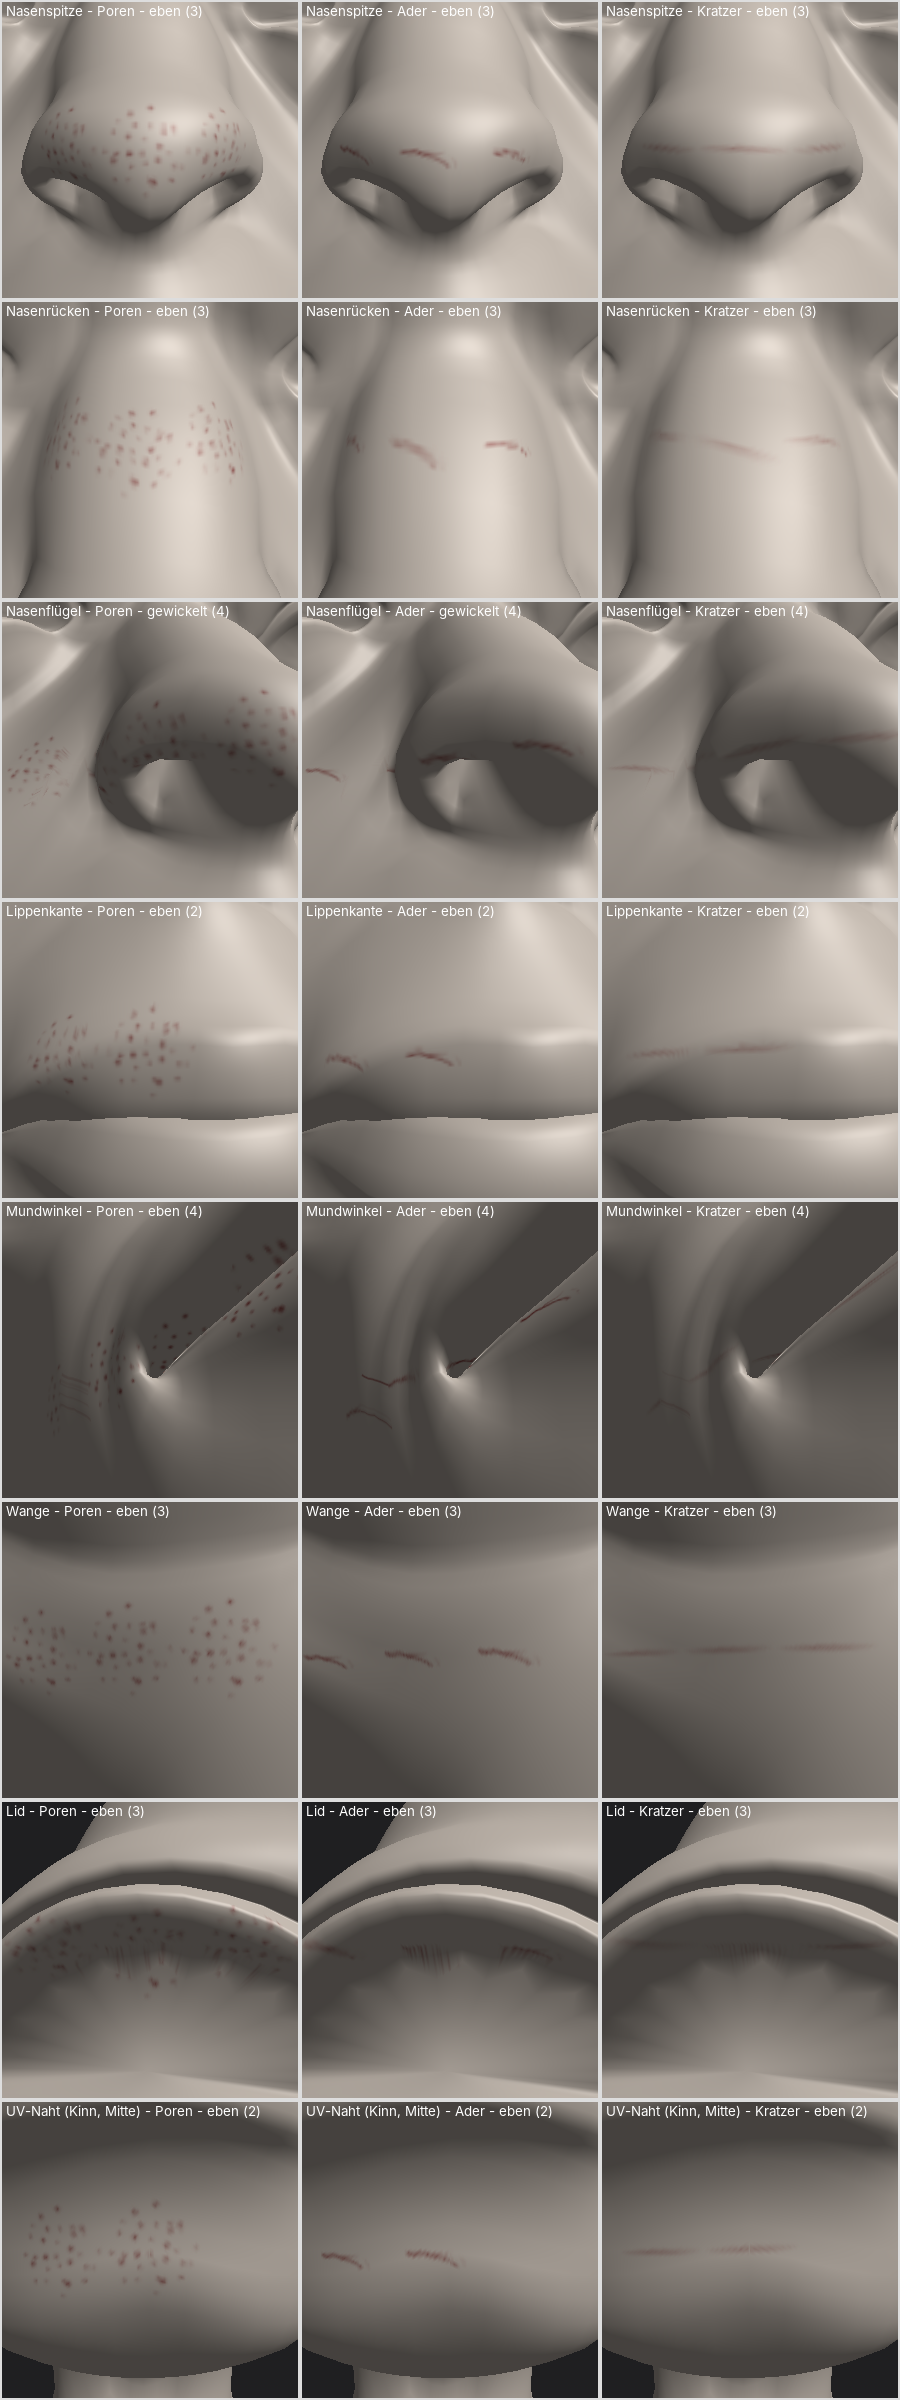 Nasenspitze - Poren - eben (3)
Nasenspitze - Ader - eben (3)
Nasenspitze - Kratzer - eben (3)
Nasenrücken - Poren - eben (3)
Nasenrücken - Ader - eben (3)
Nasenrücken - Kratzer - eben (3)
Nasenflügel - Poren - gewickelt (4)
Nasenflügel - Ader - gewickelt (4)
Nasenflügel - Kratzer - eben (4)
Lippenkante - Poren - eben (2)
Lippenkante - Ader - eben (2)
Lippenkante - Kratzer - eben (2)
Mundwinkel - Poren - eben (4)
Mundwinkel - Ader - eben (4)
Mundwinkel - Kratzer - eben (4)
Wange - Poren - eben (3)
Wange - Ader - eben (3)
Wange - Kratzer - eben (3)
Lid - Poren - eben (3)
Lid - Ader - eben (3)
Lid - Kratzer - eben (3)
UV-Naht (Kinn, Mitte) - Poren - eben (2)
UV-Naht (Kinn, Mitte) - Ader - eben (2)
UV-Naht (Kinn, Mitte) - Kratzer - eben (2)